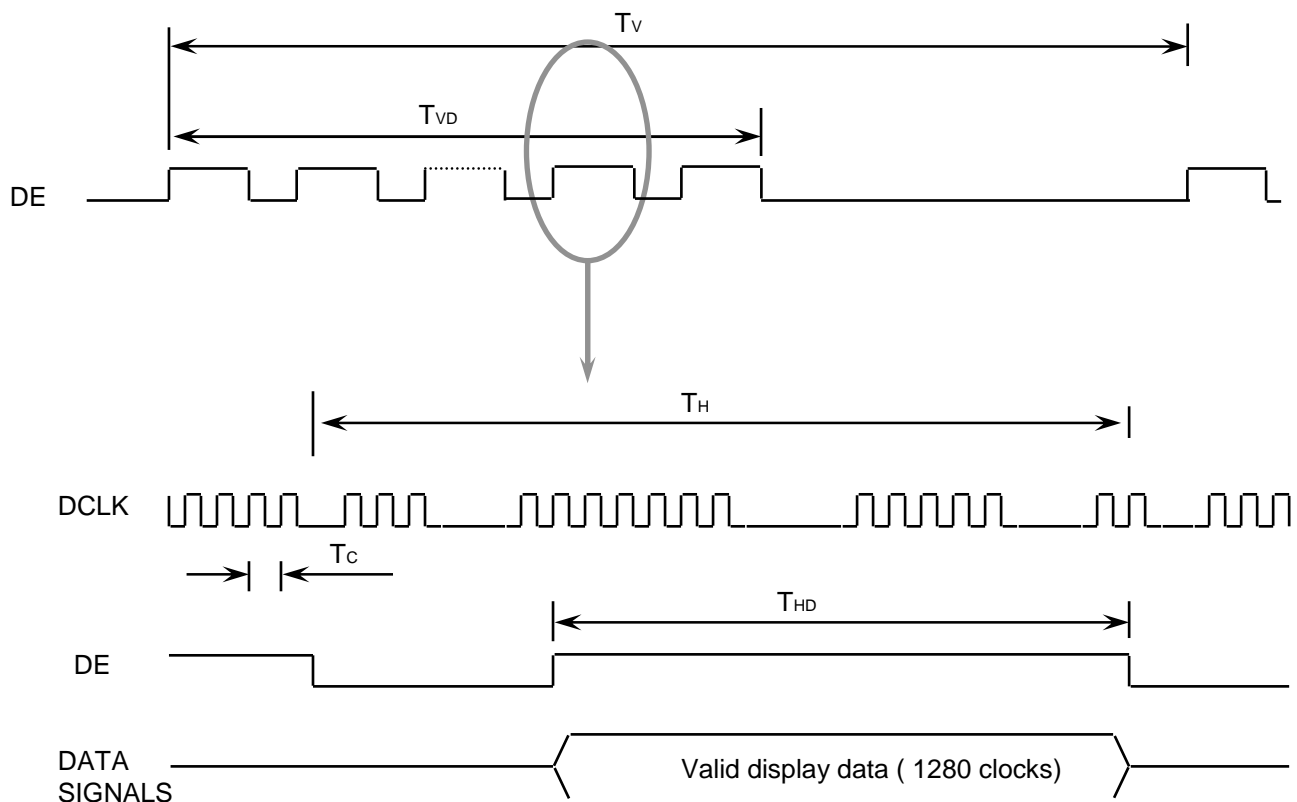 TV
TVD
DE
TH
DCLK
TC
THD
DE
DATA
SIGNALS
Valid display data ( 1280 clocks)